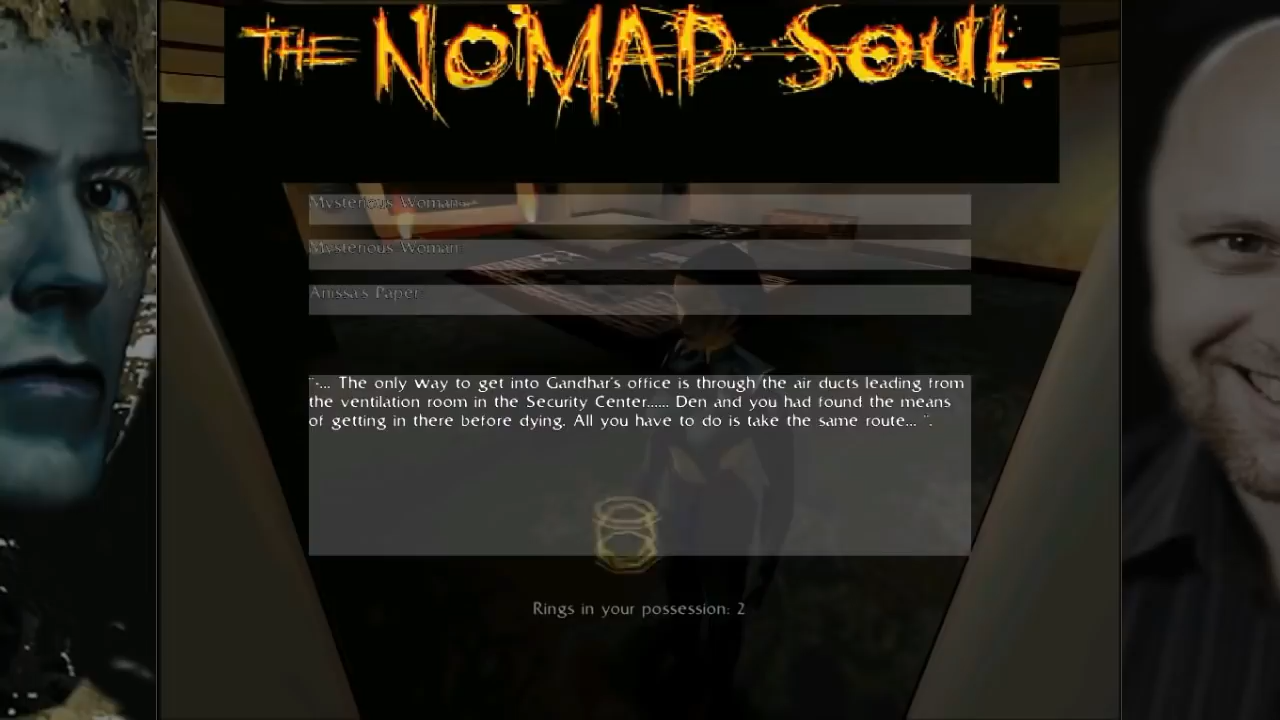 THE NOMAD SOUL
Mysterious Woman:
Mysterious Woman:
Anissa's Paper:
"-... The only way to get into Gandhar's office is through the air ducts leading from
the ventilation room in the Security Center...... Den and you had found the means
of getting in there before dying. All you have to do is take the same route... ".
Rings in your possession: 2